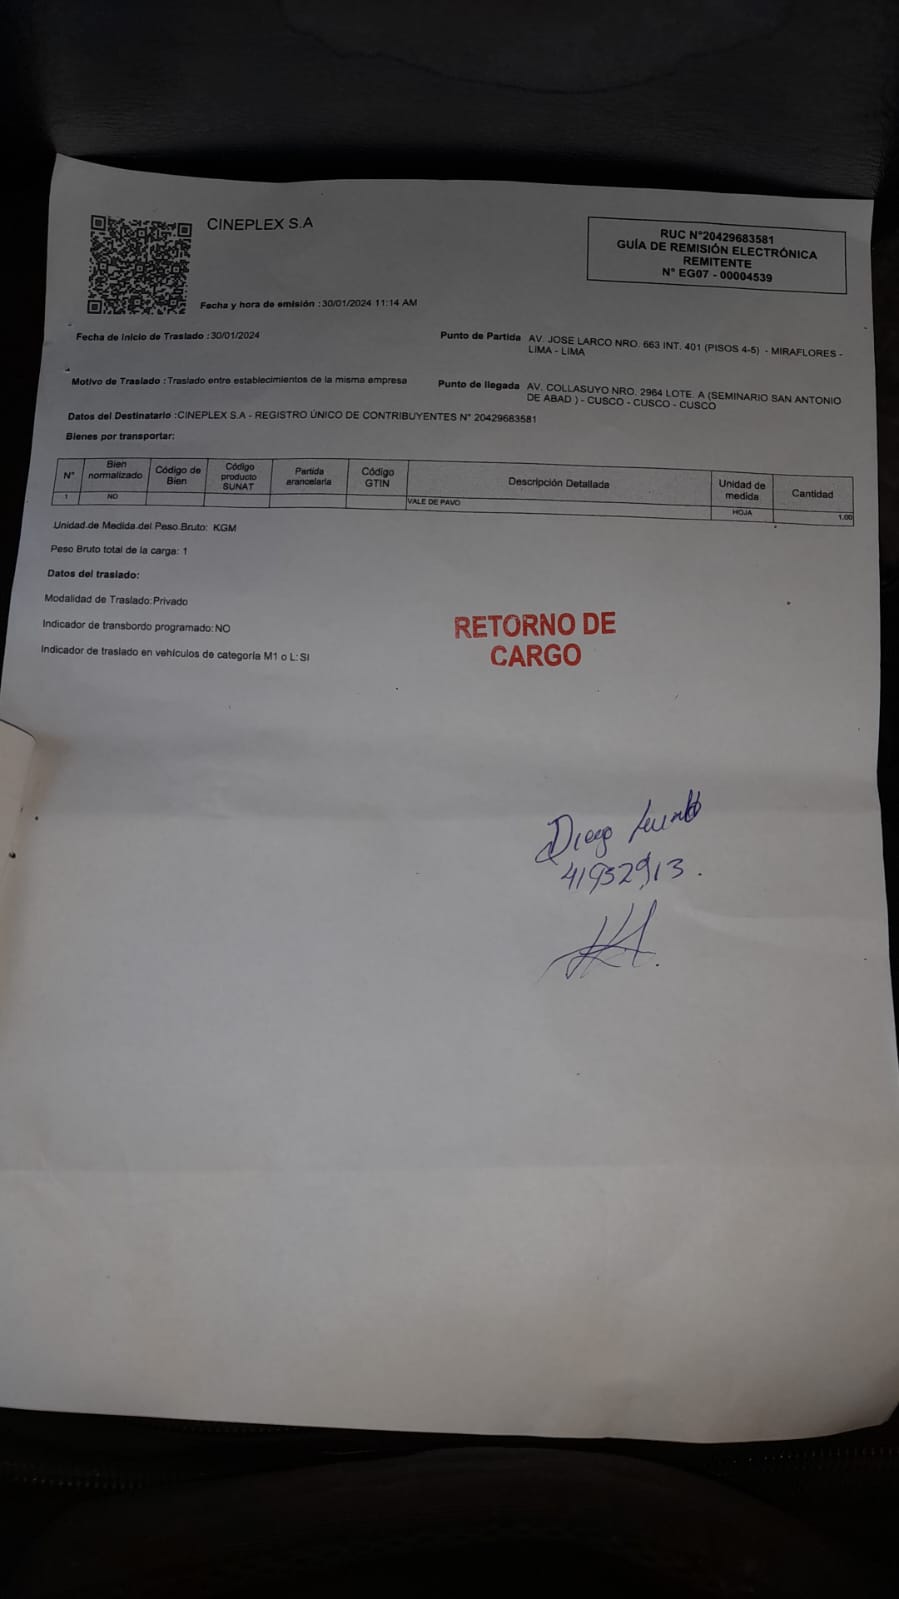 CINEPLEX S.A
RUC N°20429683581
GUÍA DE REMISIÓN ELECTRÓNICA
REMITENTE
N° EG07 - 00004539
Fecha y hora de emisión :30/01/2024 11:14 AM
Fecha de Inicio de Traslado :30/01/2024
Punto de Partida AV. JOSE LARCO NRO. 663 INT. 401 (PISOS 4-5) - MIRAFLORES -
LIMA - LIMA
Motivo de Traslado :Traslado entre establecimientos de la misma empresa
Punto de llegada AV. COLLASUYO NRO. 2964 LOTE. A (SEMINARIO SAN ANTONIO
DE ABAD ) - CUSCO - CUSCO - CUSCO
Datos del Destinatario :CINEPLEX S.A - REGISTRO ÚNICO DE CONTRIBUYENTES N° 20429683581
Bienes por transportar:
N° Bien normalizado Código de Bien Código producto SUNAT Partida arancelaria Código GTIN Descripción Detallada Unidad de medida Cantidad
1 NO VALE DE PAVO HOJA 1.00
Unidad de Medida del Peso Bruto: KGM
Peso Bruto total de la carga: 1
Datos del traslado:
Modalidad de Traslado:Privado
Indicador de transbordo programado:NO
Indicador de traslado en vehículos de categoría M1 o L:SI
RETORNO DE
CARGO
Diego
41952913.